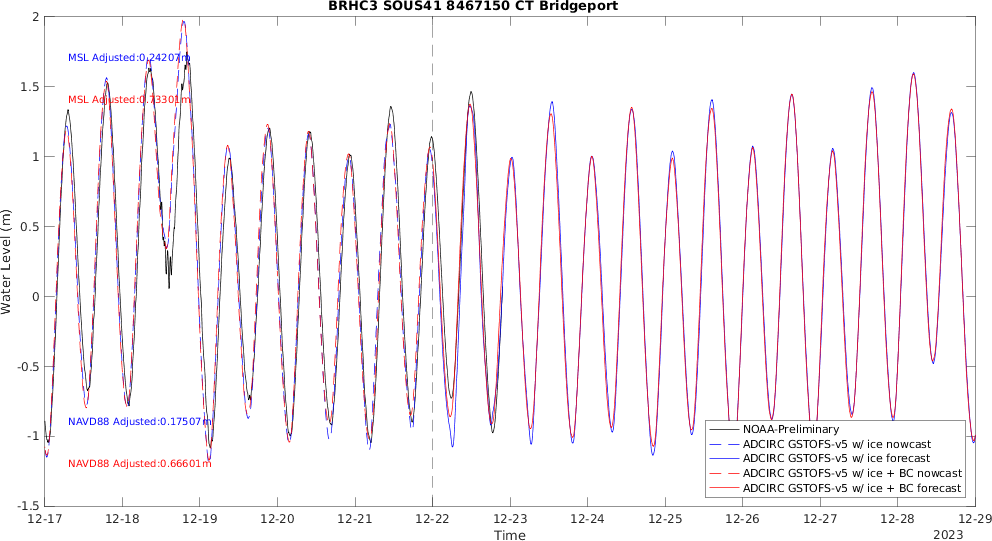 BRHC3 SOUS41 8467150 CT Bridgeport
2
1.5
1
0.5
0
-0.5
-1
-1.5
Water Level (m)
MSL Adjusted:0.24207m
MSL Adjusted:0.73301m
NAVD88 Adjusted:0.17507m
NAVD88 Adjusted:0.66601m
NOAA-Preliminary
ADCIRC GSTOFS-v5 w/ ice nowcast
ADCIRC GSTOFS-v5 w/ ice forecast
ADCIRC GSTOFS-v5 w/ ice + BC nowcast
ADCIRC GSTOFS-v5 w/ ice + BC forecast
12-17 12-18 12-19 12-20 12-21 12-22 12-23 12-24 12-25 12-26 12-27 12-28 12-29
Time
2023